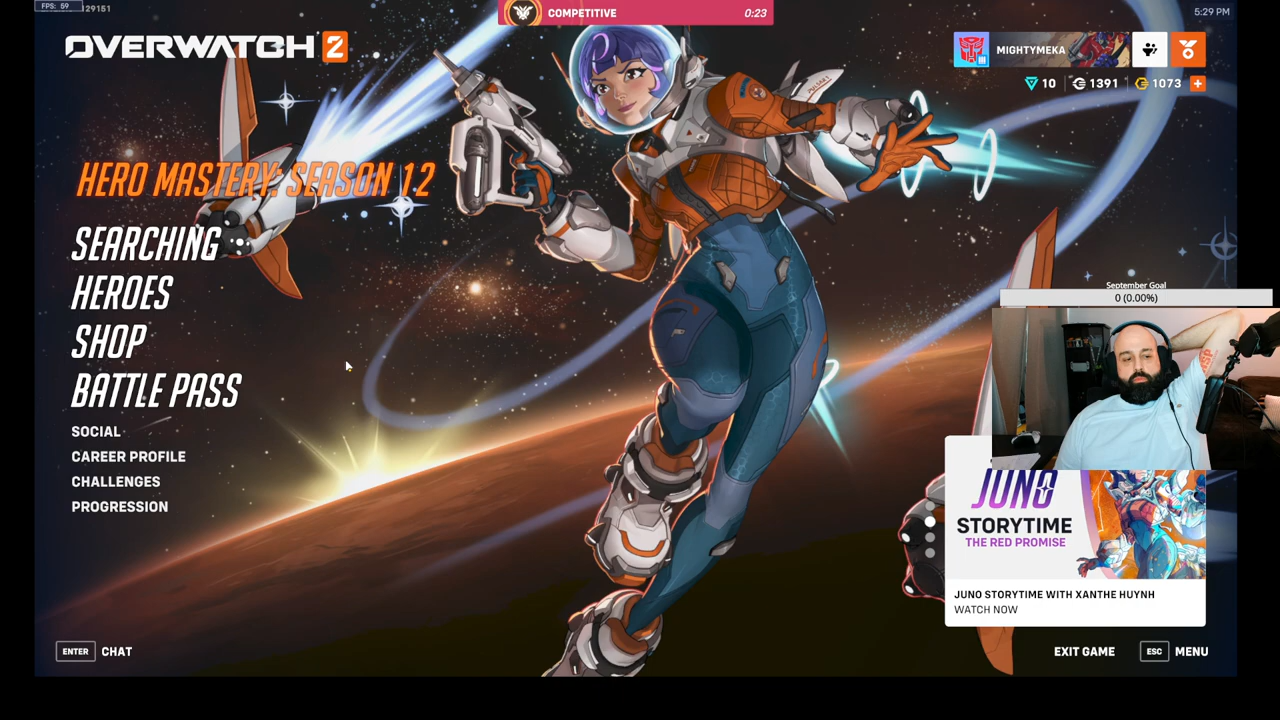 FPS: 59
29151
COMPETITIVE
0:23
5:29 PM
OVERWATCH 2
MIGHTYMEKA
10
1391
1073
+
HERO MASTERY: SEASON 12
SEARCHING
HEROES
SHOP
BATTLE PASS
SOCIAL
CAREER PROFILE
CHALLENGES
PROGRESSION
September Goal
0 (0.00%)
JUNO
STORYTIME
THE RED PROMISE
JUNO STORYTIME WITH XANTHE HUYNH
WATCH NOW
ENTER CHAT
EXIT GAME
ESC MENU